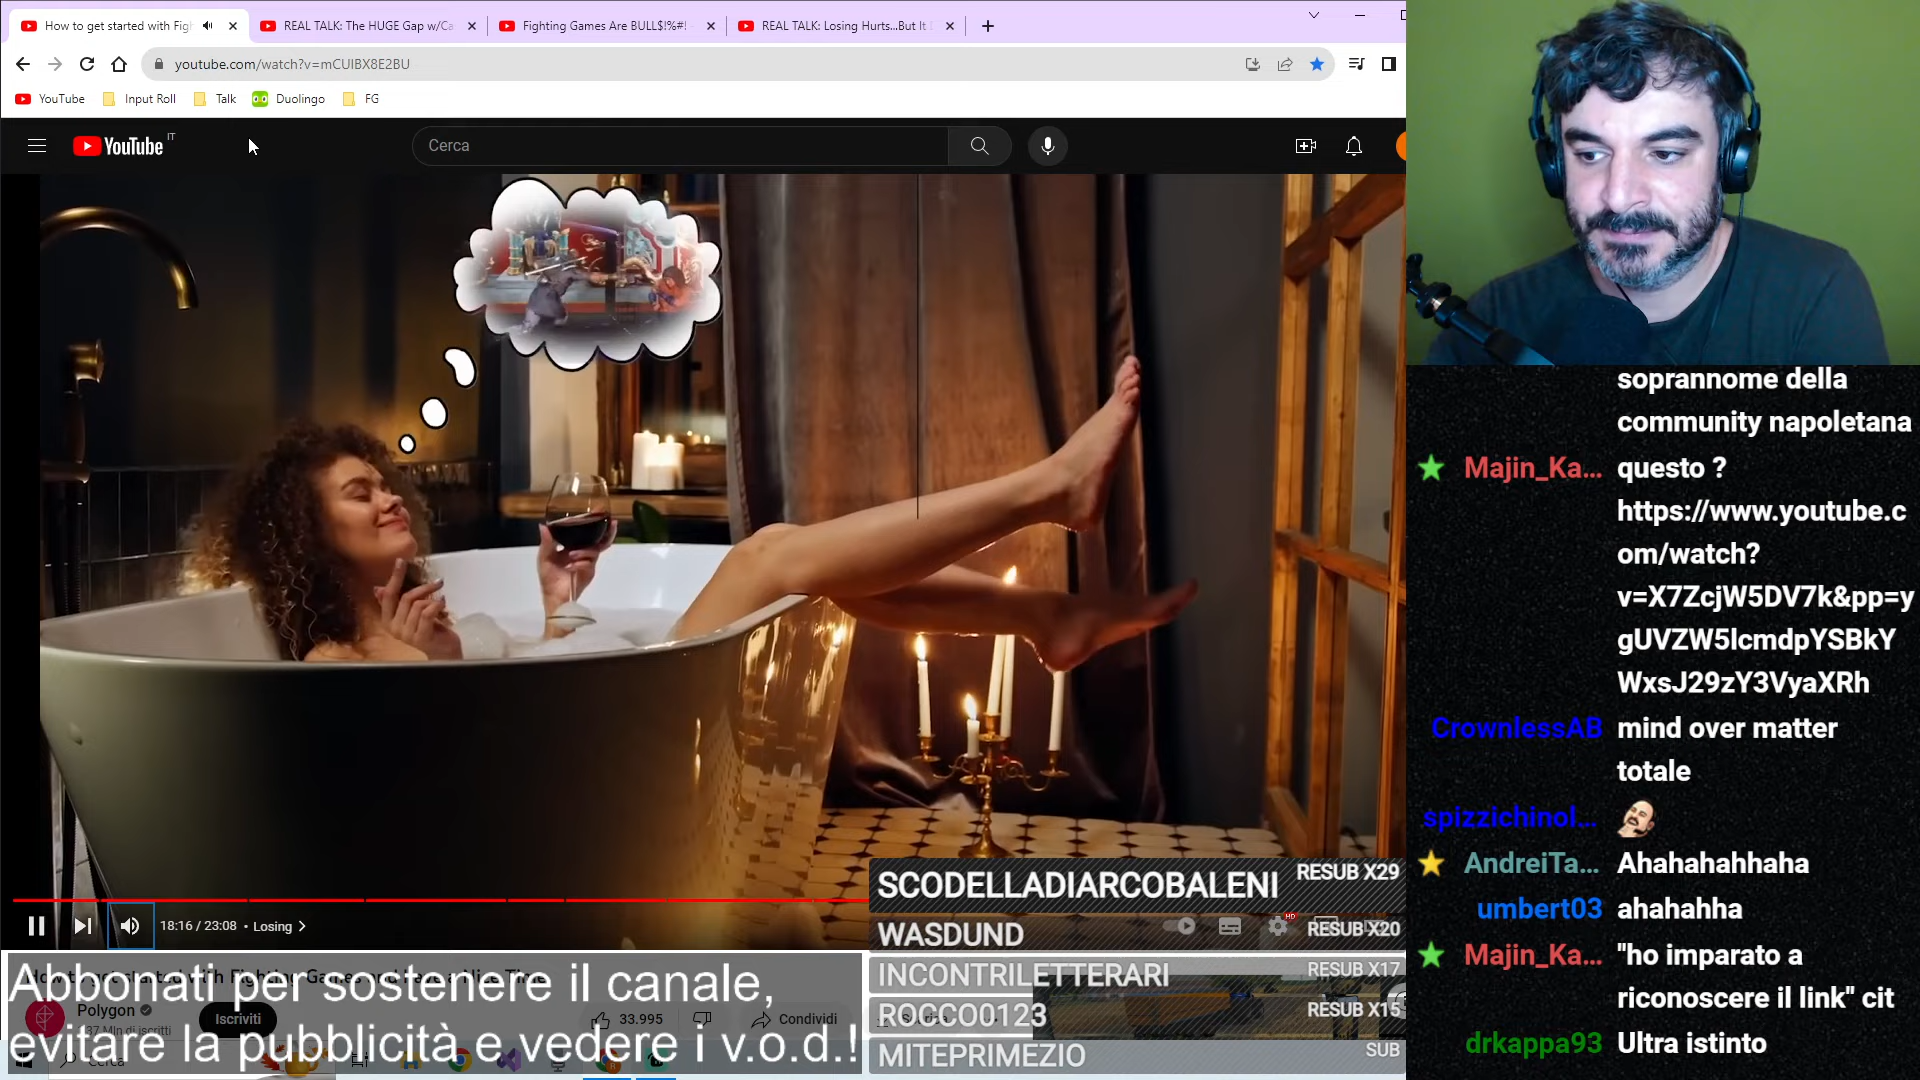 How to get started with Figh
REAL TALK: The HUGE Gap w/Ca
Fighting Games Are BULL$!%#!
REAL TALK: Losing Hurts...But It
youtube.com/watch?v=mCUIBX8E2BU
YouTube
Input Roll
Talk
Duolingo
FG
YouTube IT
Cerca
18:16 / 23:08 • Losing
HD
SCODELLADIARCOBALENI RESUB X29
WASDUND RESUB X20
INCONTRILETTERARI RESUB X17
ROCCO0123 RESUB X15
MITEPRIMEZIO SUB
Abbonati per sostenere il canale,
evitare la pubblicità e vedere i v.o.d.!
Polygon
Iscriviti
33.995
Condividi
Cerca
soprannome della
community napoletana
Majin_Ka... questo ?
https://www.youtube.c
om/watch?
v=X7ZcjW5DV7k&pp=y
gUVZW5lcmdpYSBkY
WxsJ29zY3VyaXRh
CrownlessAB mind over matter
totale
spizzichinol...
AndreiTa... Ahahahahhaha
umbert03 ahahahha
Majin_Ka... "ho imparato a
riconoscere il link" cit
drkappa93 Ultra istinto